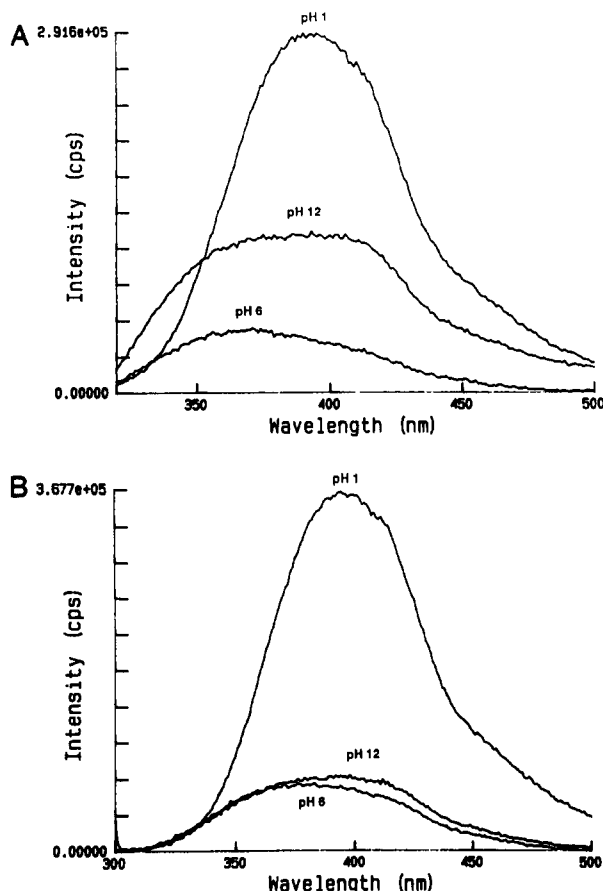 A
2.916e+05
pH 1
pH 12
pH 6
Intensity (cps)
0.00000
350
400
450
500
Wavelength (nm)
B
3.677e+05
pH 1
pH 12
pH 6
Intensity (cps)
0.00000
300
350
400
450
500
Wavelength (nm)